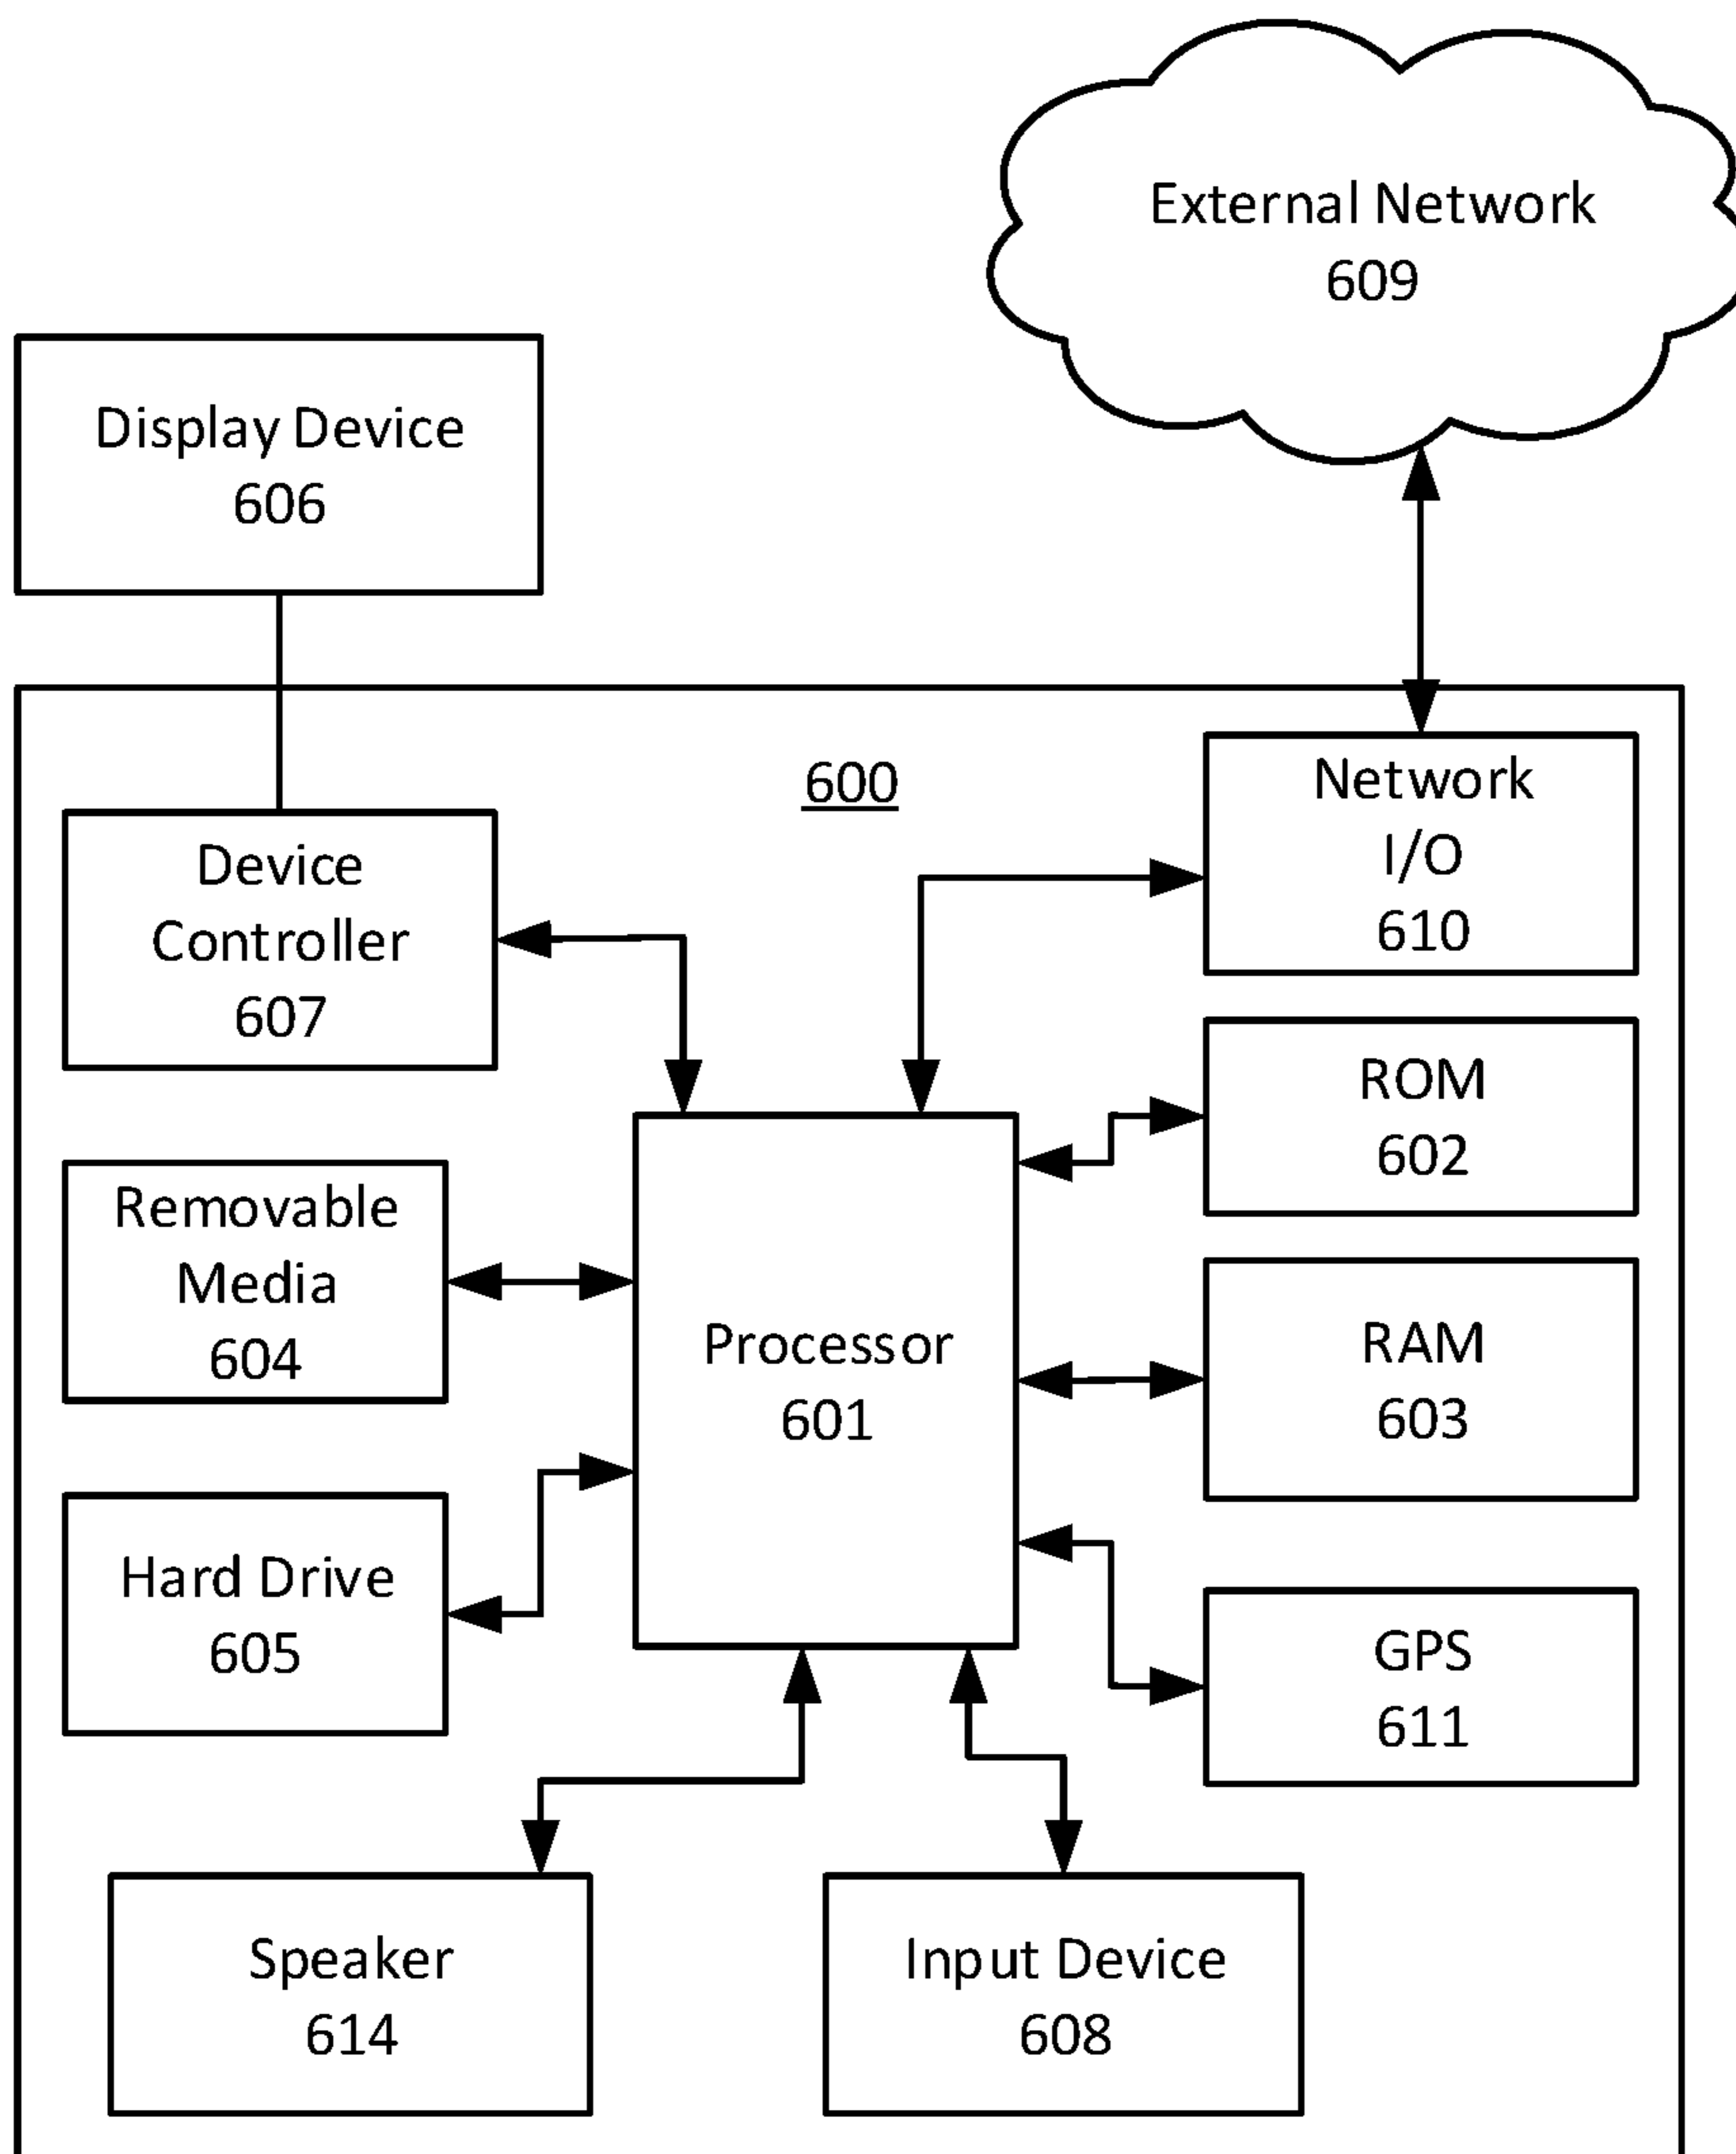 External Network
609
Display Device
606
600
Network
I/O
610
Device
Controller
607
ROM
602
Removable
Media
604
Processor
601
RAM
603
Hard Drive
605
GPS
611
Speaker
614
Input Device
608